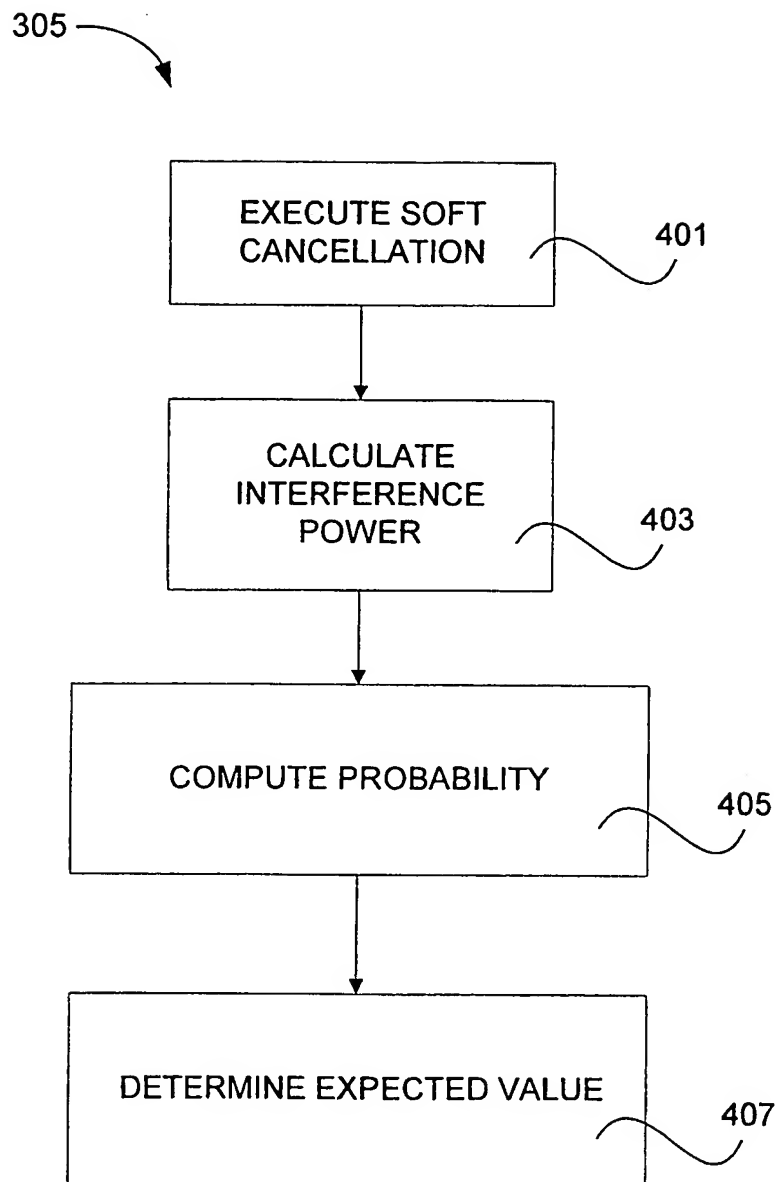 305
EXECUTE SOFT
CANCELLATION
401
CALCULATE
INTERFERENCE
POWER
403
COMPUTE PROBABILITY
405
DETERMINE EXPECTED VALUE
407